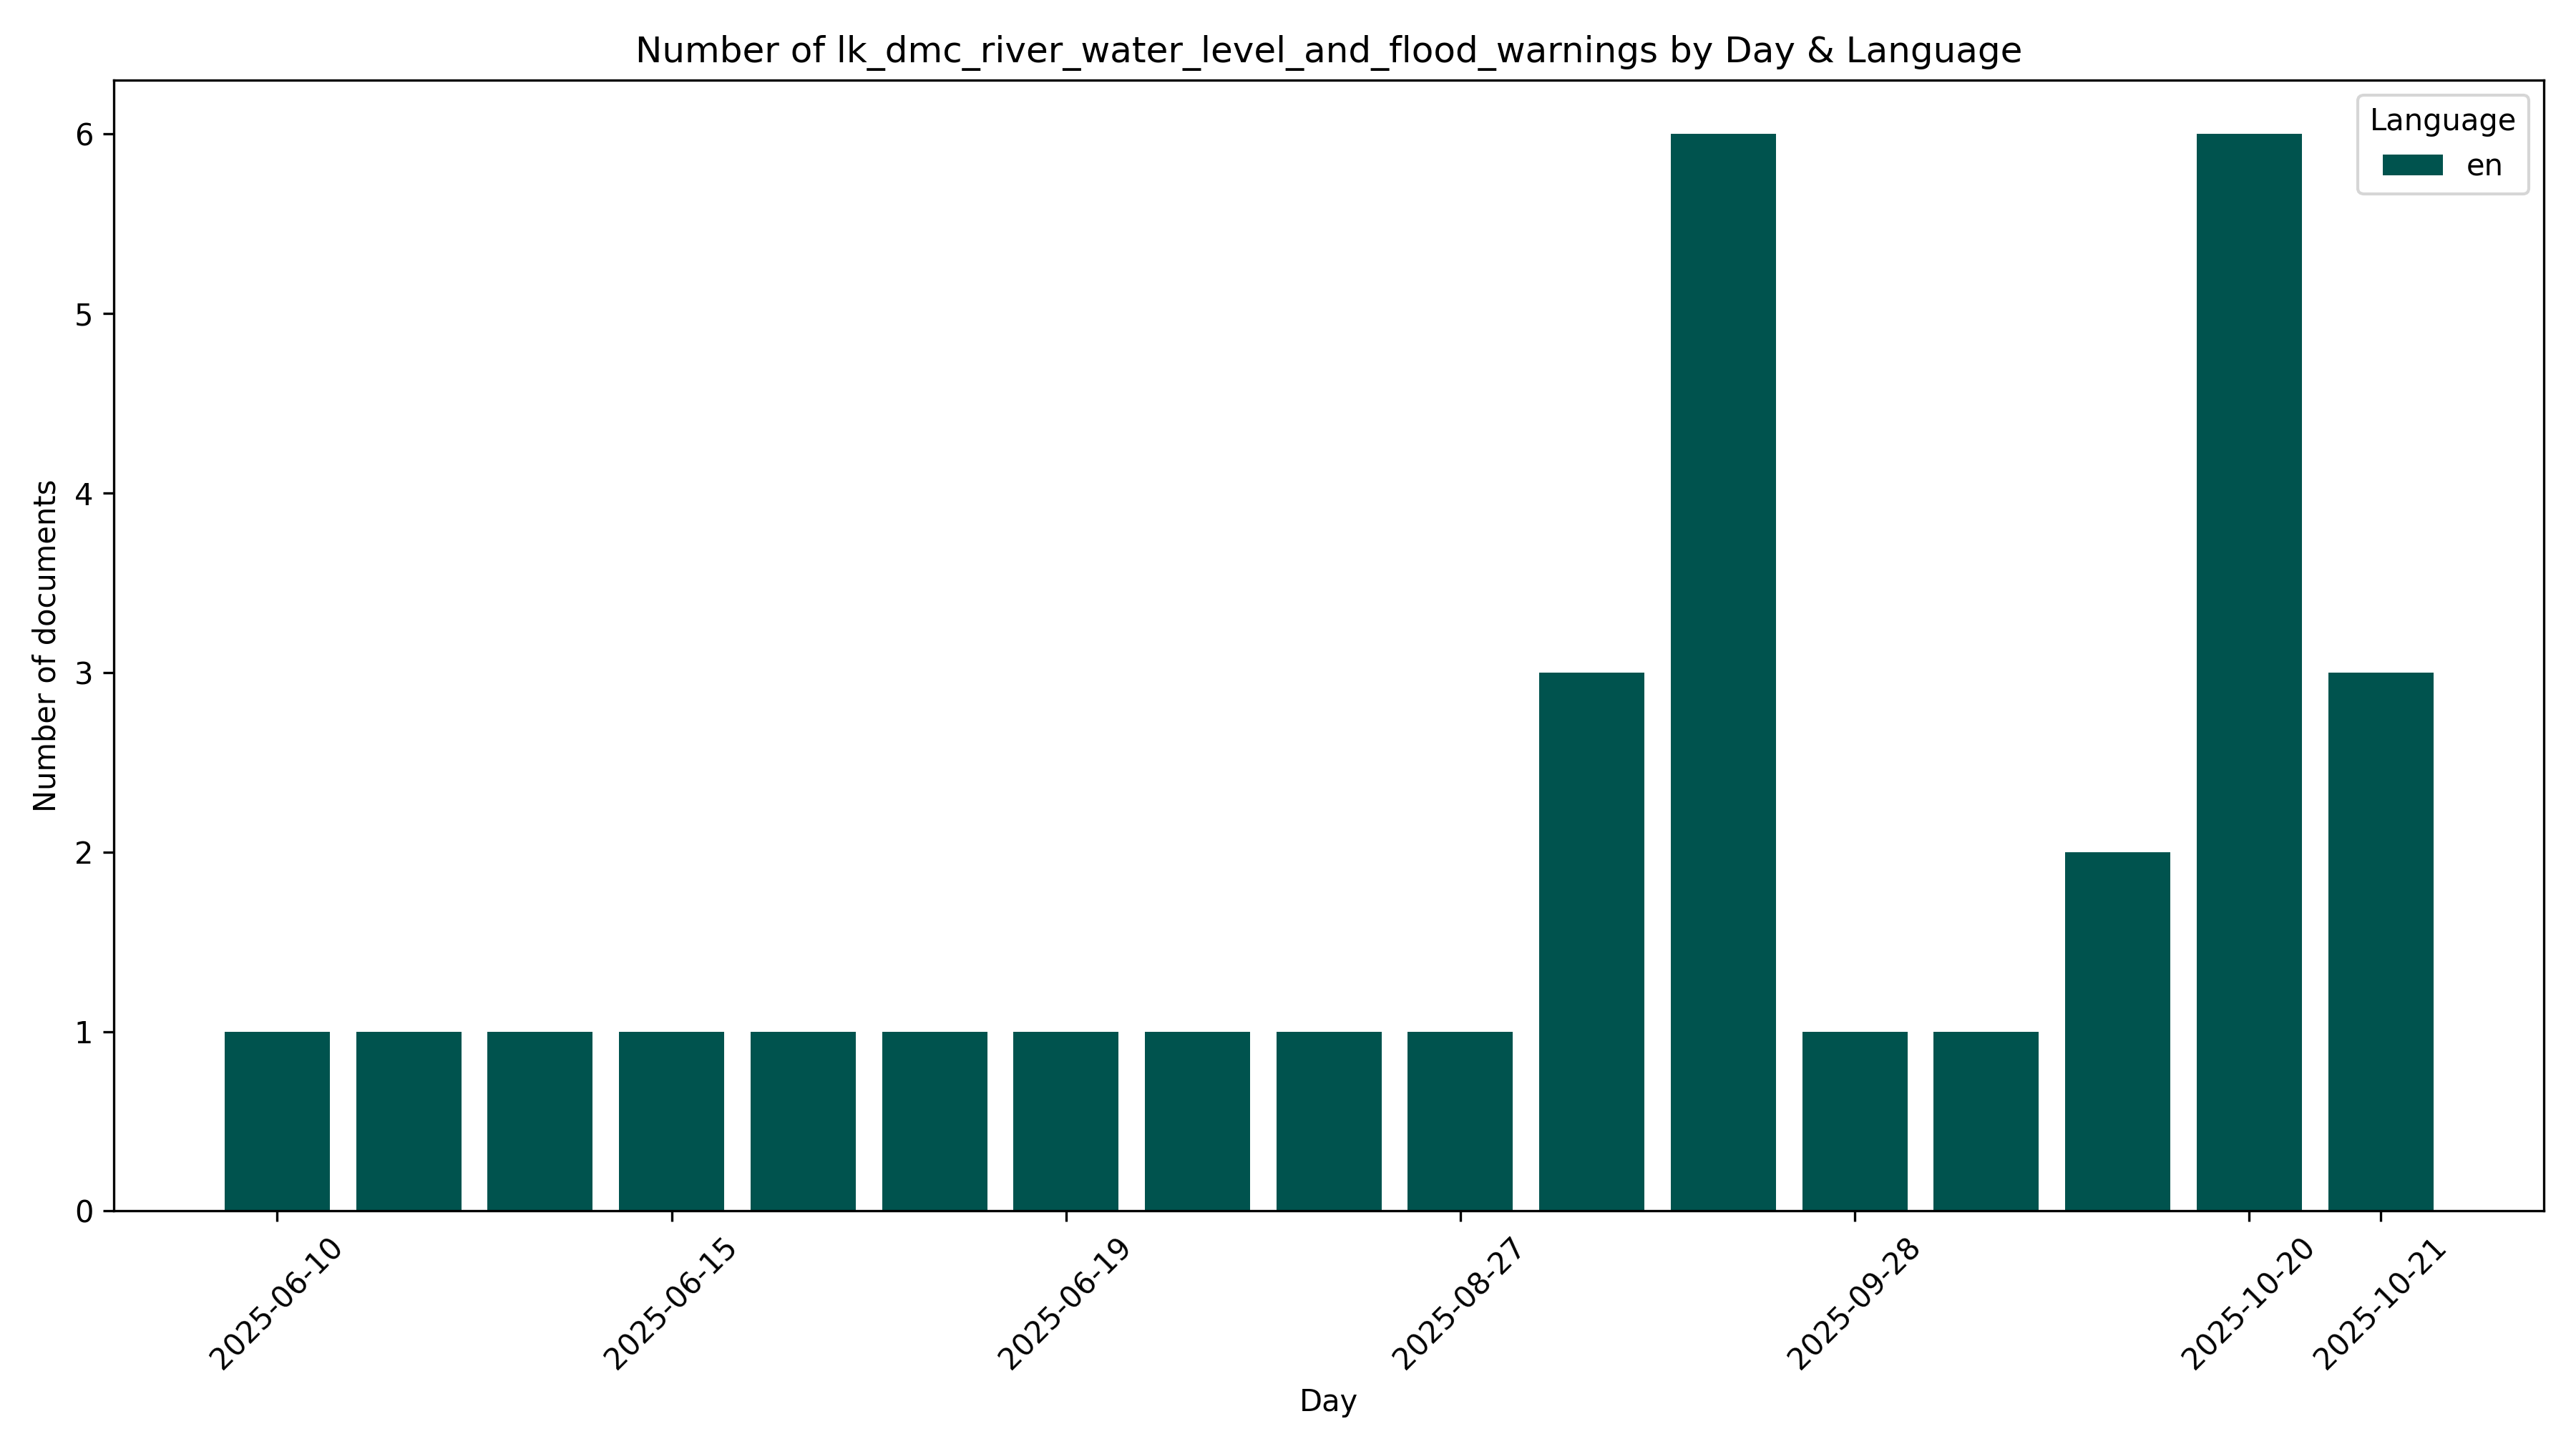 Number of lk_dmc_river_water_level_and_flood_warnings by Day & Language
Language
en
Number of documents
6
5
4
3
2
1
0
2025-06-10
2025-06-15
2025-06-19
2025-08-27
2025-09-28
2025-10-20
2025-10-21
Day